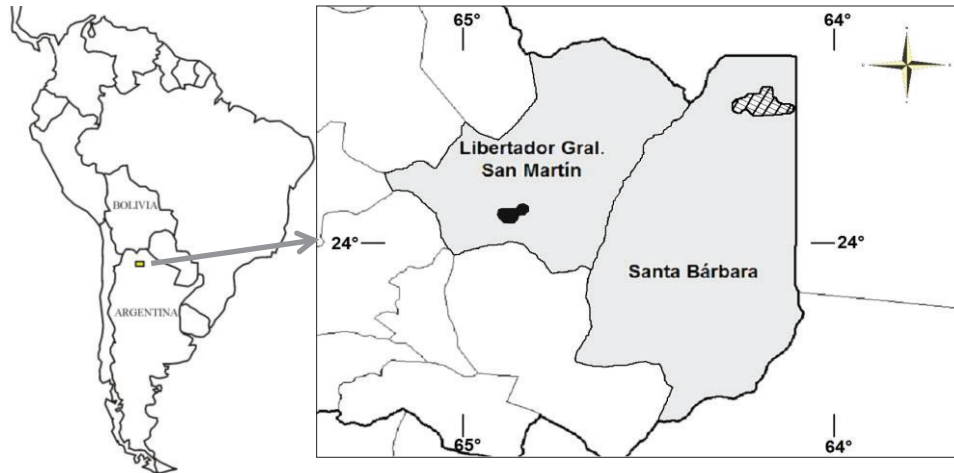 BOLIVIA
ARGENTINA
65°
64°
Libertador Gral.
San Martín
24°
24°
Santa Bárbara
65°
64°